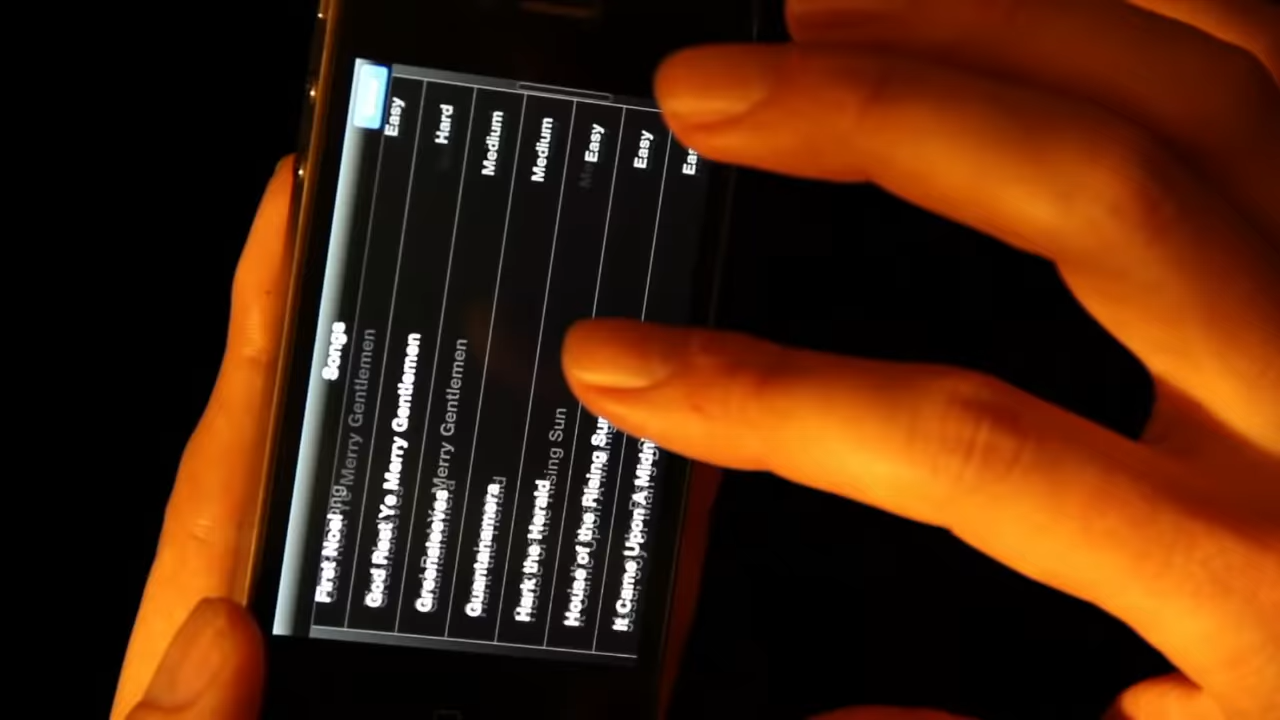 Songs
First Noel Easy
God Rest Ye Merry Gentlemen Hard
Greensleeves Medium
Guantanamera Medium
Hark the Herald Easy
House of the Rising Sun Easy
It Came Upon A Midni